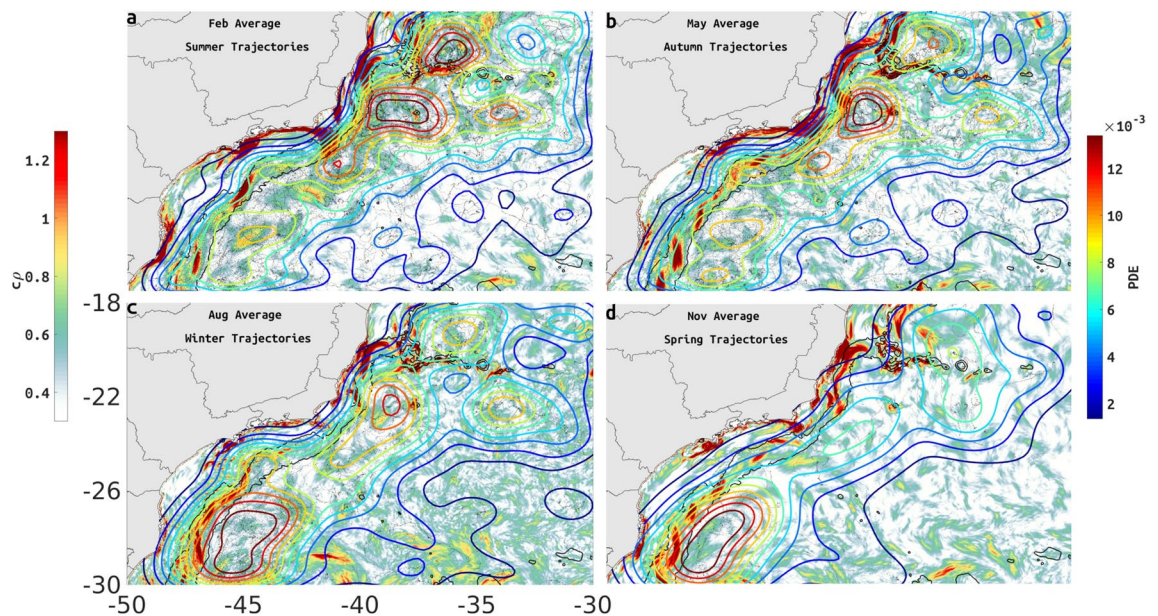 a
Feb Average
Summer Trajectories
b
May Average
Autumn Trajectories
c
Aug Average
Winter Trajectories
d
Nov Average
Spring Trajectories
1.2
1
0.8
0.6
0.4
cρ
×10⁻³
12
10
8
6
4
2
PDE
-18
-22
-26
-30
-50
-45
-40
-35
-30